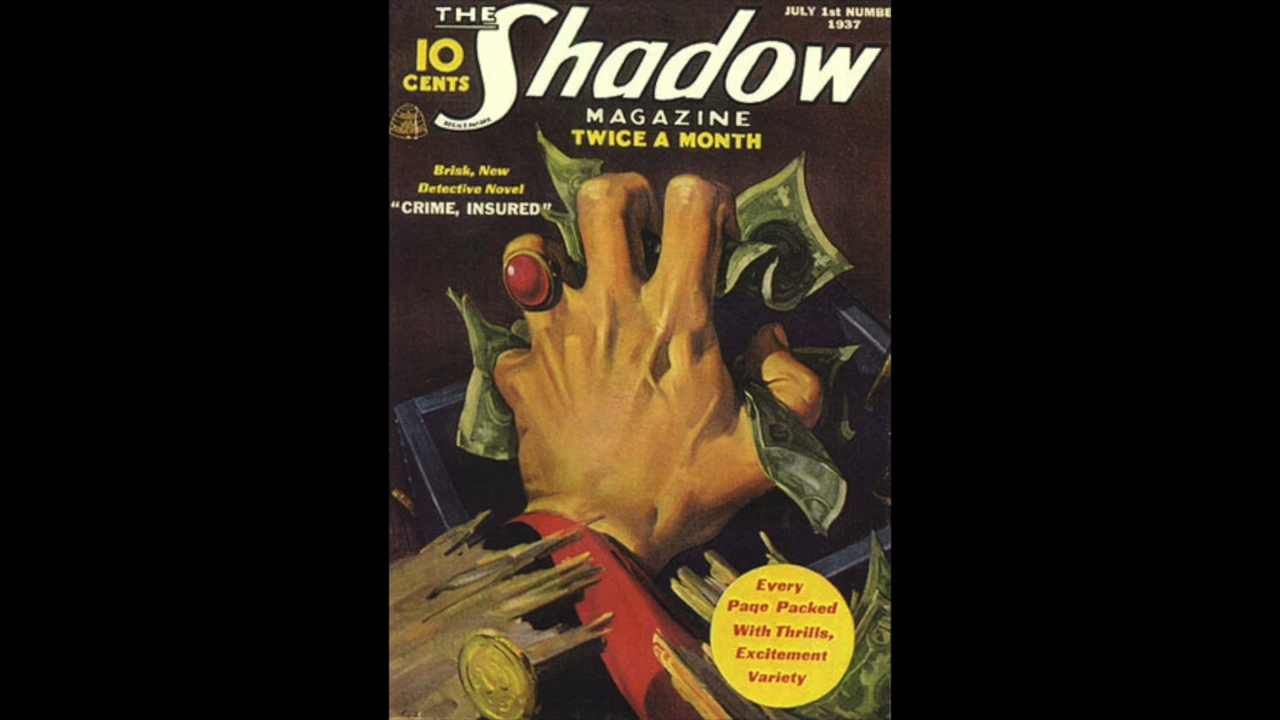 THE
Shadow
JULY 1st NUMBE
1937
10
CENTS
MAGAZINE
TWICE A MONTH
Brisk, New
Detective Novel
"CRIME, INSURED"
Every
Page Packed
With Thrills,
Excitement
Variety